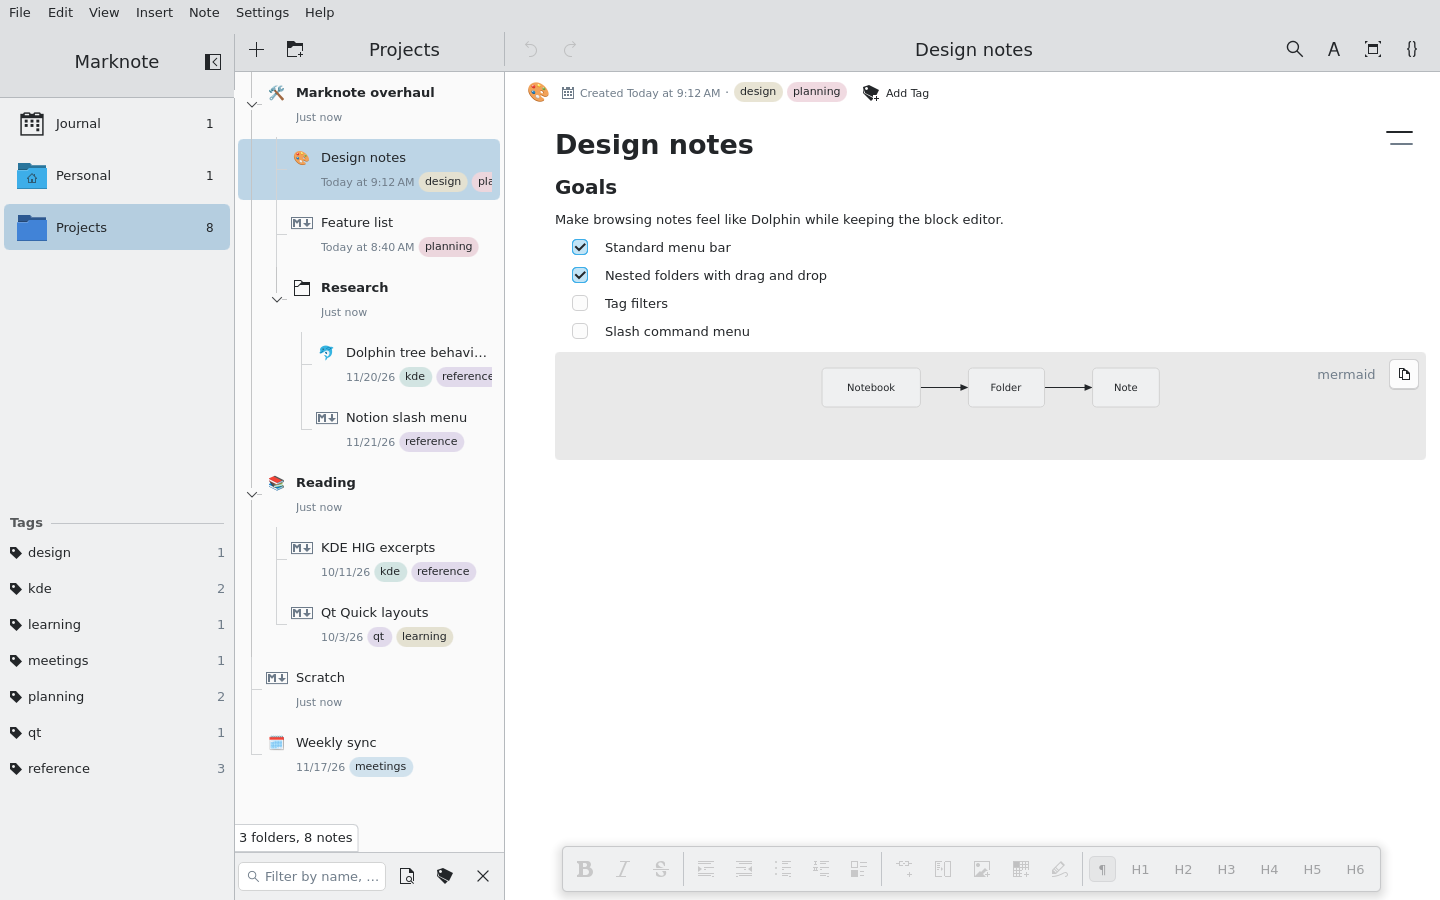 File Edit View Insert Note Settings Help
Marknote
Projects
Design notes
A
{}
Journal 1
Personal 1
Projects 8
Tags
design 1
kde 2
learning 1
meetings 1
planning 2
qt 1
reference 3
Marknote overhaul
Just now
Design notes
Today at 9:12 AM design pla
Feature list
Today at 8:40 AM planning
Research
Just now
Dolphin tree behavi...
11/20/26 kde reference
Notion slash menu
11/21/26 reference
Reading
Just now
KDE HIG excerpts
10/11/26 kde reference
Qt Quick layouts
10/3/26 qt learning
Scratch
Just now
Weekly sync
11/17/26 meetings
3 folders, 8 notes
Filter by name, ...
Created Today at 9:12 AM · design planning Add Tag
Design notes
Goals
Make browsing notes feel like Dolphin while keeping the block editor.
Standard menu bar
Nested folders with drag and drop
Tag filters
Slash command menu
mermaid
Notebook Folder Note
B I ¶ H1 H2 H3 H4 H5 H6